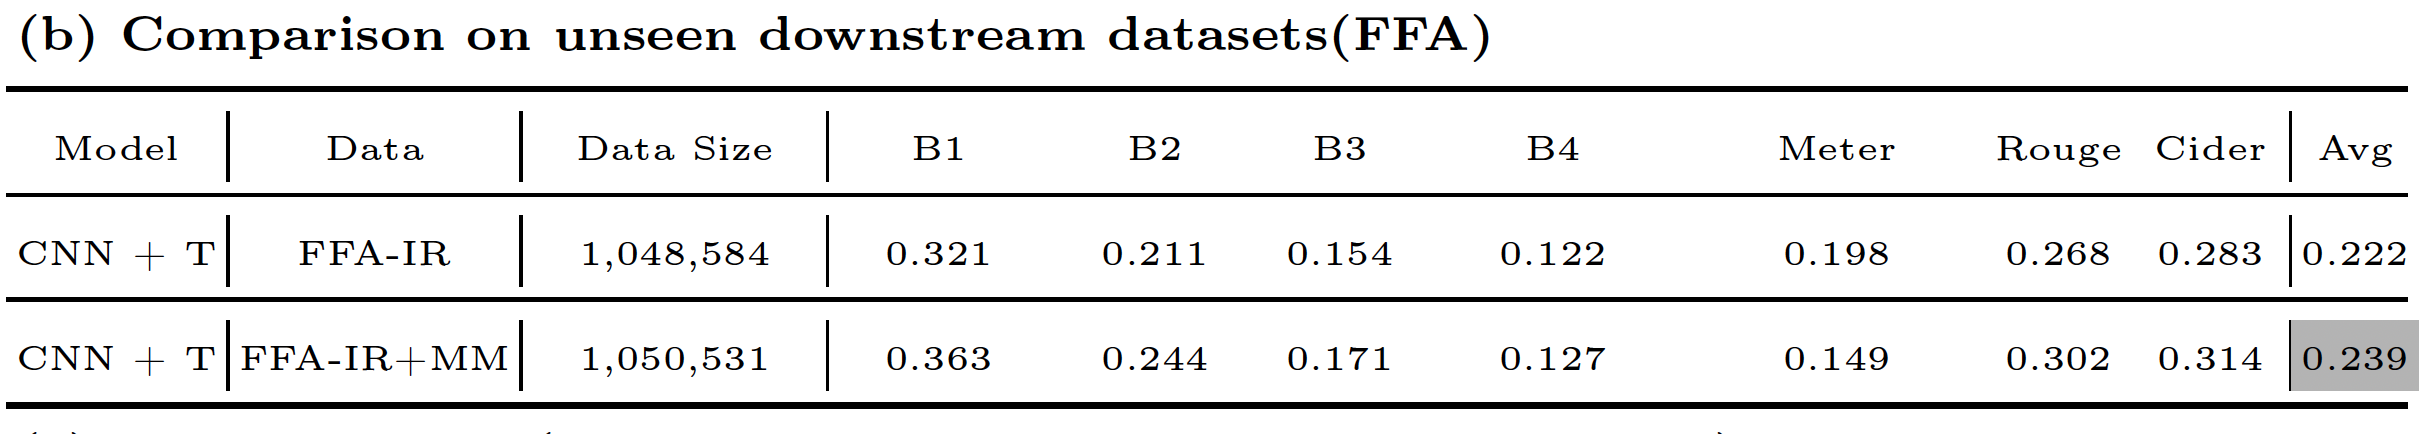 (b) Comparison on unseen downstream datasets(FFA)
Model Data Data Size B1 B2 B3 B4 Meter Rouge Cider Avg
CNN + T FFA-IR 1,048,584 0.321 0.211 0.154 0.122 0.198 0.268 0.283 0.222
CNN + T FFA-IR+MM 1,050,531 0.363 0.244 0.171 0.127 0.149 0.302 0.314 0.239